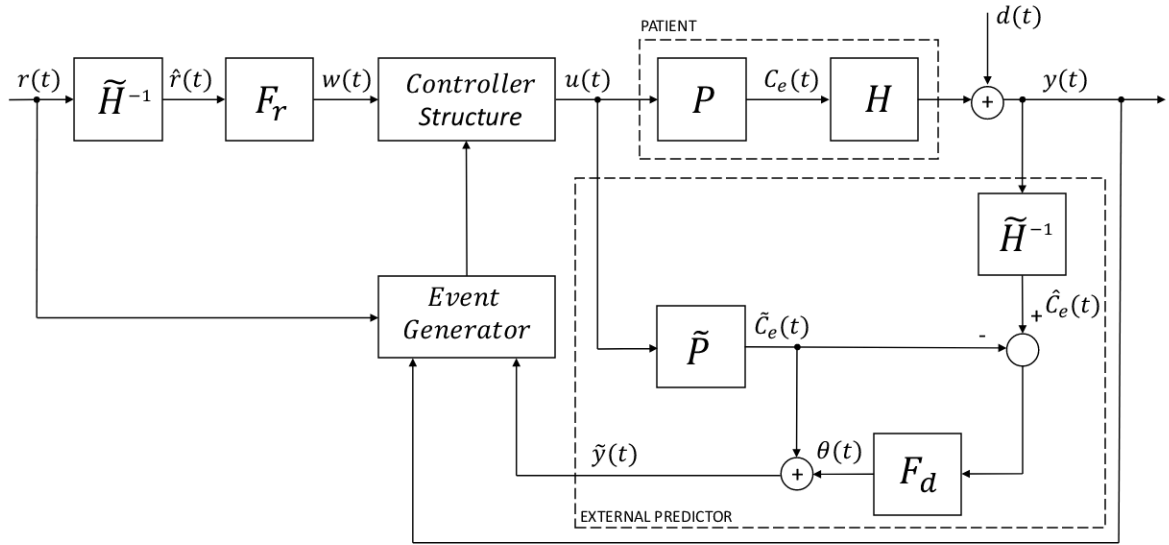 PATIENT
d(t)
r(t)
H̃⁻¹
r̂(t)
F_r
w(t)
Controller
Structure
u(t)
P
C_e(t)
H
+
y(t)
H̃⁻¹
Event
Generator
+
Ĉ_e(t)
P̃
C̃_e(t)
-
ỹ(t)
+
θ(t)
F_d
EXTERNAL PREDICTOR